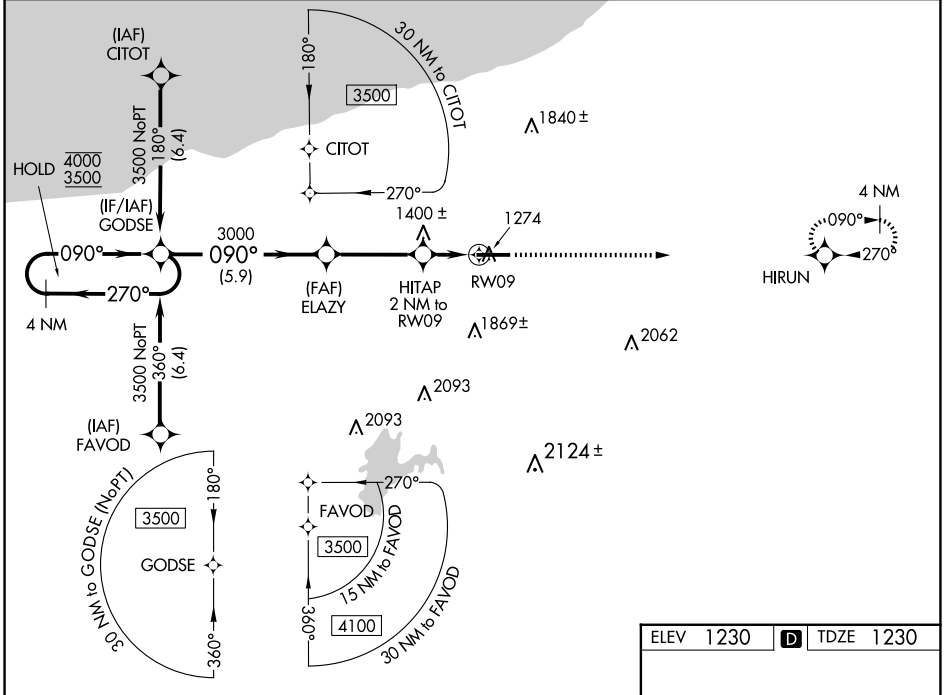 (IAF)
CITOT
3500 NoPT
180°
(6.4)
HOLD
4000
3500
(IF/IAF)
GODSE
090°
270°
4 NM
3500 NoPT
360°
(6.4)
(IAF)
FAVOD
180°
30 NM to CITOT
3500
CITOT
270°
3000
090°
(5.9)
(FAF)
ELAZY
1400 ±
HITAP
2 NM to
RW09
1274
RW09
1840 ±
1869 ±
2062
2093
2093
2124 ±
4 NM
090°
270°
HIRUN
30 NM to GODSE (NoPT)
180°
3500
GODSE
360°
270°
FAVOD
3500
15 NM to FAVOD
4100
360°
30 NM to FAVOD
ELEV 1230 D TDZE 1230